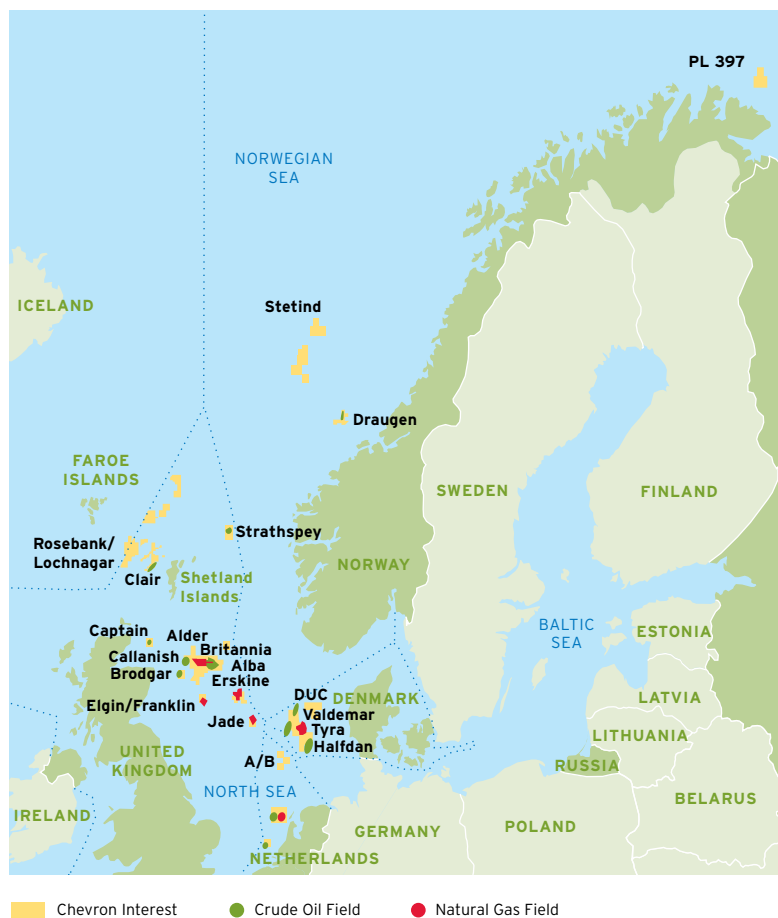 PL 397
NORWEGIAN
SEA
ICELAND
Stetind
Draugen
FAROE
ISLANDS
SWEDEN
FINLAND
Strathspey
Rosebank/
Lochnagar
Clair
Shetland
Islands
NORWAY
Captain
Alder
BALTIC
SEA
ESTONIA
Callanish
Britannia
Brodgar
Alba
Erskine
Elgin/Franklin
DUC
DENMARK
LATVIA
Jade
Valdemar
Tyra
Halfdan
LITHUANIA
UNITED
KINGDOM
A/B
RUSSIA
NORTH SEA
BELARUS
IRELAND
GERMANY
POLAND
NETHERLANDS
Chevron Interest
Crude Oil Field
Natural Gas Field